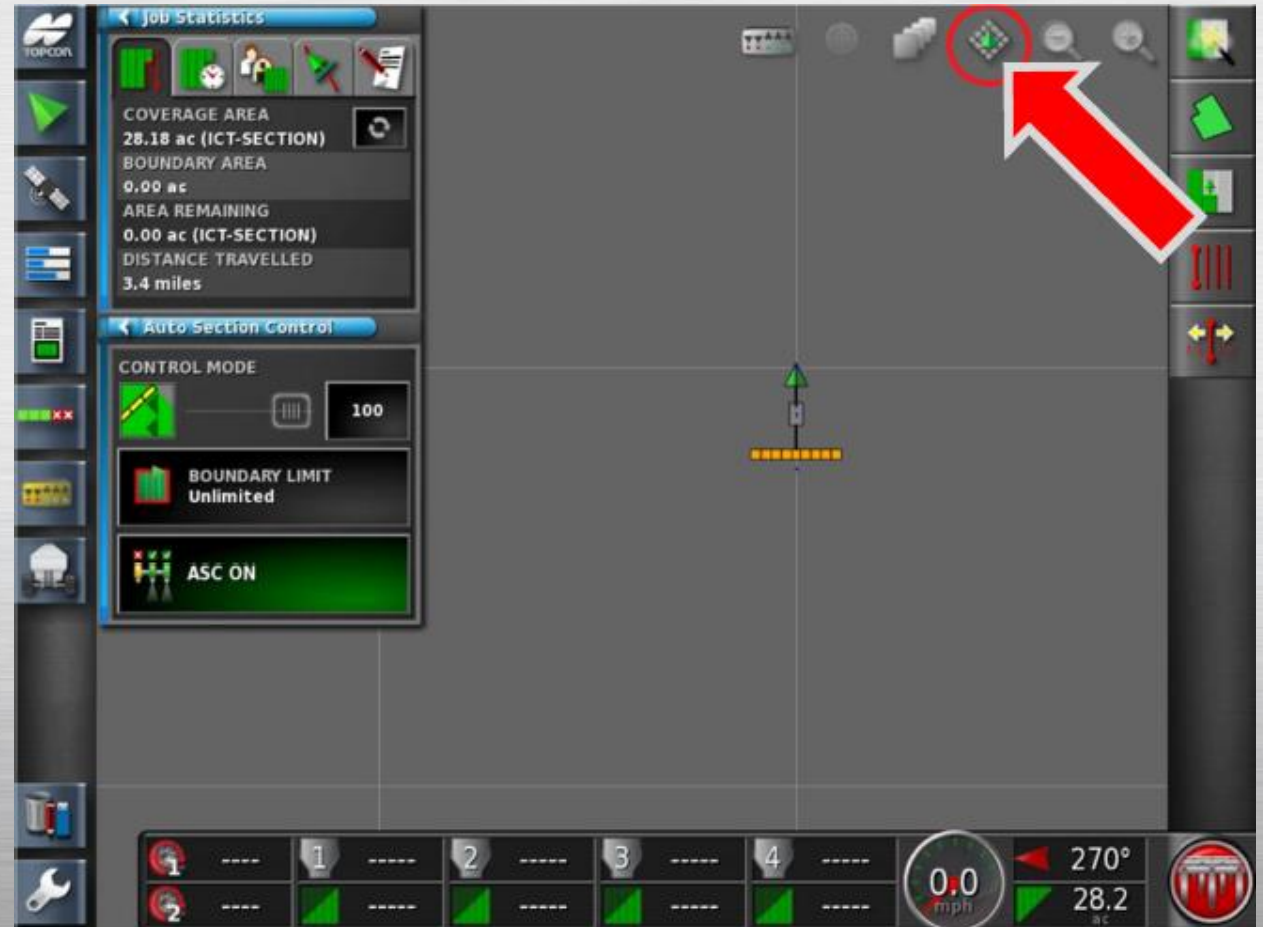 TOPCON
Job Statistics
COVERAGE AREA
28.18 ac (ICT-SECTION)
BOUNDARY AREA
0.00 ac
AREA REMAINING
0.00 ac (ICT-SECTION)
DISTANCE TRAVELLED
3.4 miles
Auto Section Control
CONTROL MODE
100
BOUNDARY LIMIT
Unlimited
ASC ON
1 ---- 1 ----- 2 ----- 3 ----- 4 ----- 0.0 270°
2 ---- ----- ----- ----- ----- mph 28.2
ac